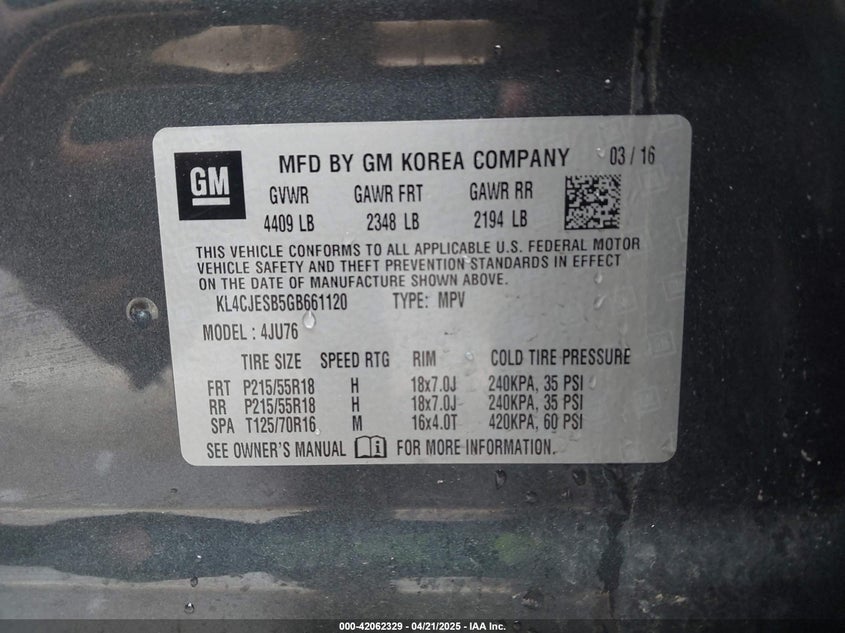 GM
MFD BY GM KOREA COMPANY 03 / 16
GVWR GAWR FRT GAWR RR
4409 LB 2348 LB 2194 LB
THIS VEHICLE CONFORMS TO ALL APPLICABLE U.S. FEDERAL MOTOR
VEHICLE SAFETY AND THEFT PREVENTION STANDARDS IN EFFECT
ON THE DATE OF MANUFACTURE SHOWN ABOVE.
KL4CJESB5GB661120 TYPE: MPV
MODEL : 4JU76
TIRE SIZE SPEED RTG RIM COLD TIRE PRESSURE
FRT P215/55R18 H 18x7.0J 240KPA, 35 PSI
RR P215/55R18 H 18x7.0J 240KPA, 35 PSI
SPA T125/70R16 M 16x4.0T 420KPA, 60 PSI
SEE OWNER'S MANUAL i FOR MORE INFORMATION.
000-42062329 - 04/21/2025 - IAA Inc.